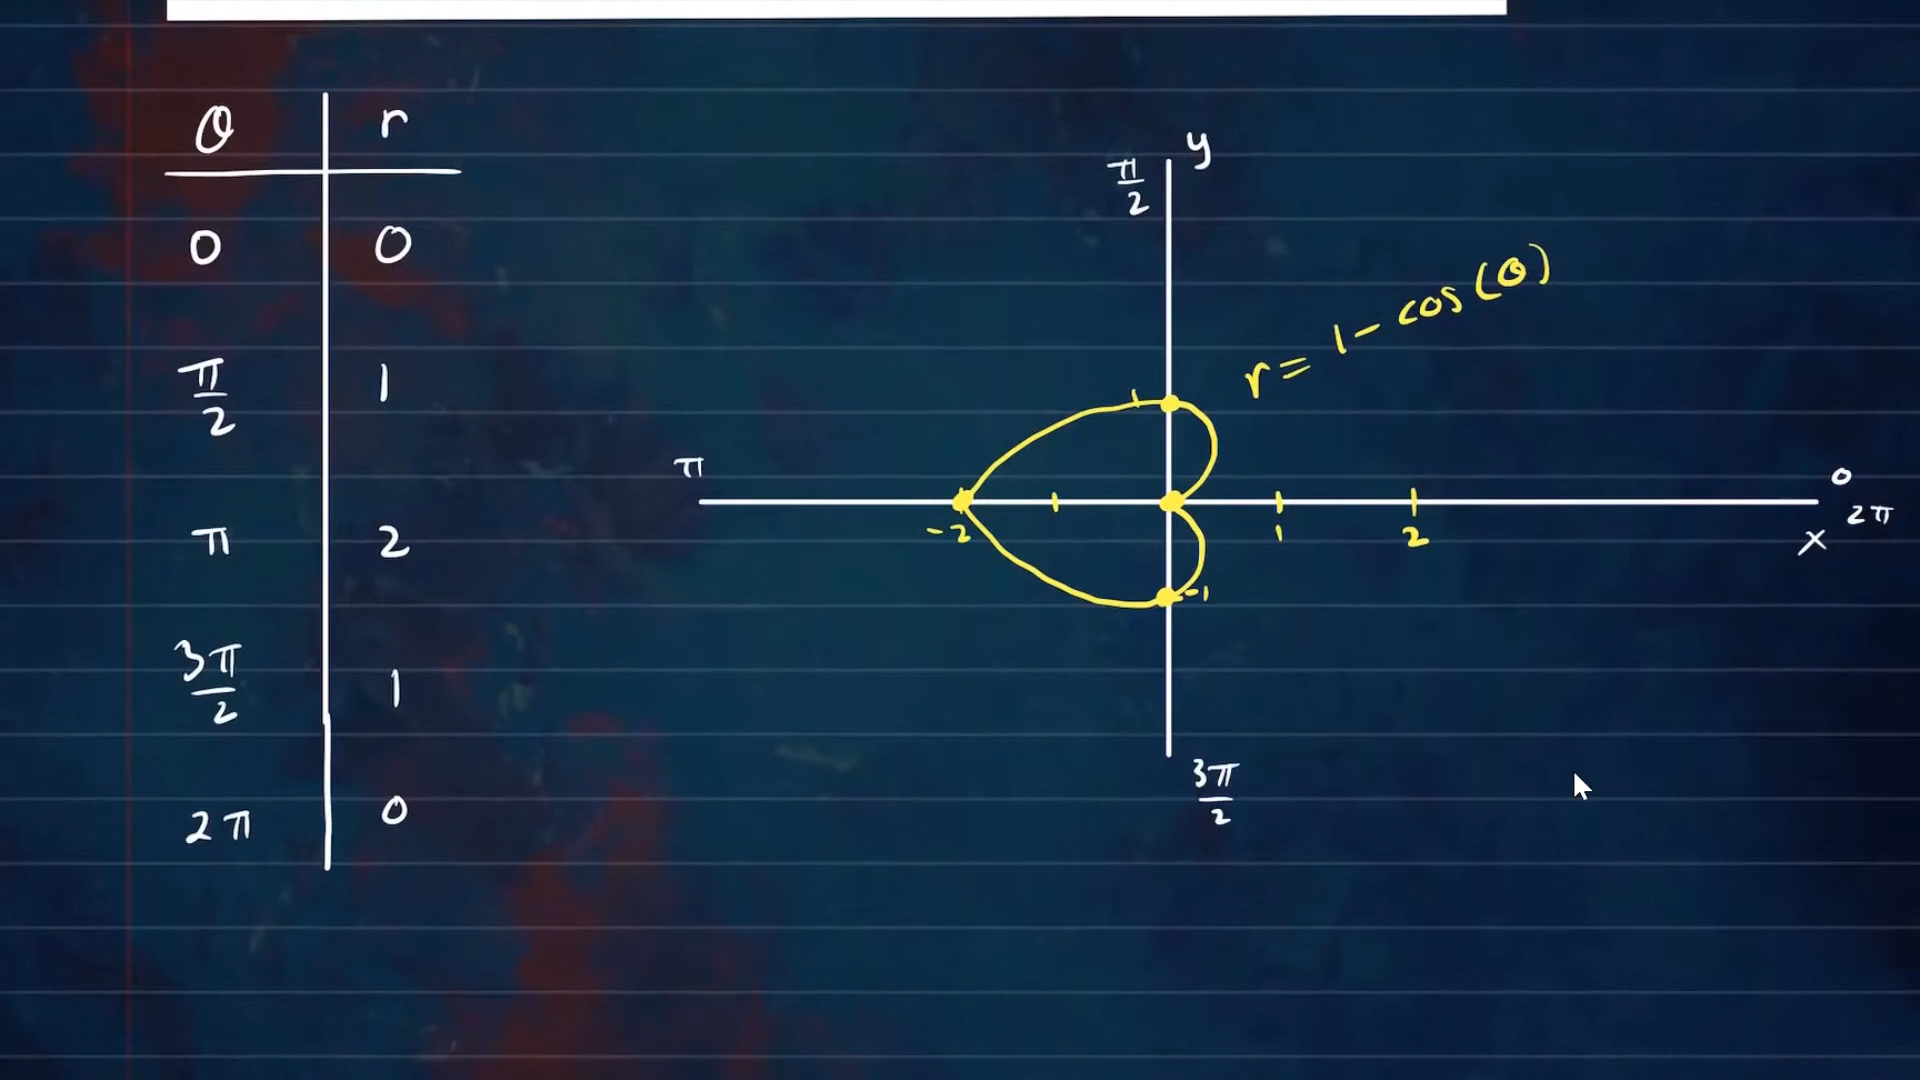 θ r
0 0
π/2 1
π 2
3π/2 1
2π 0
y
π/2
r = 1 - cos(θ)
1
π
0
2π
x
-2 1 2
-1
3π/2